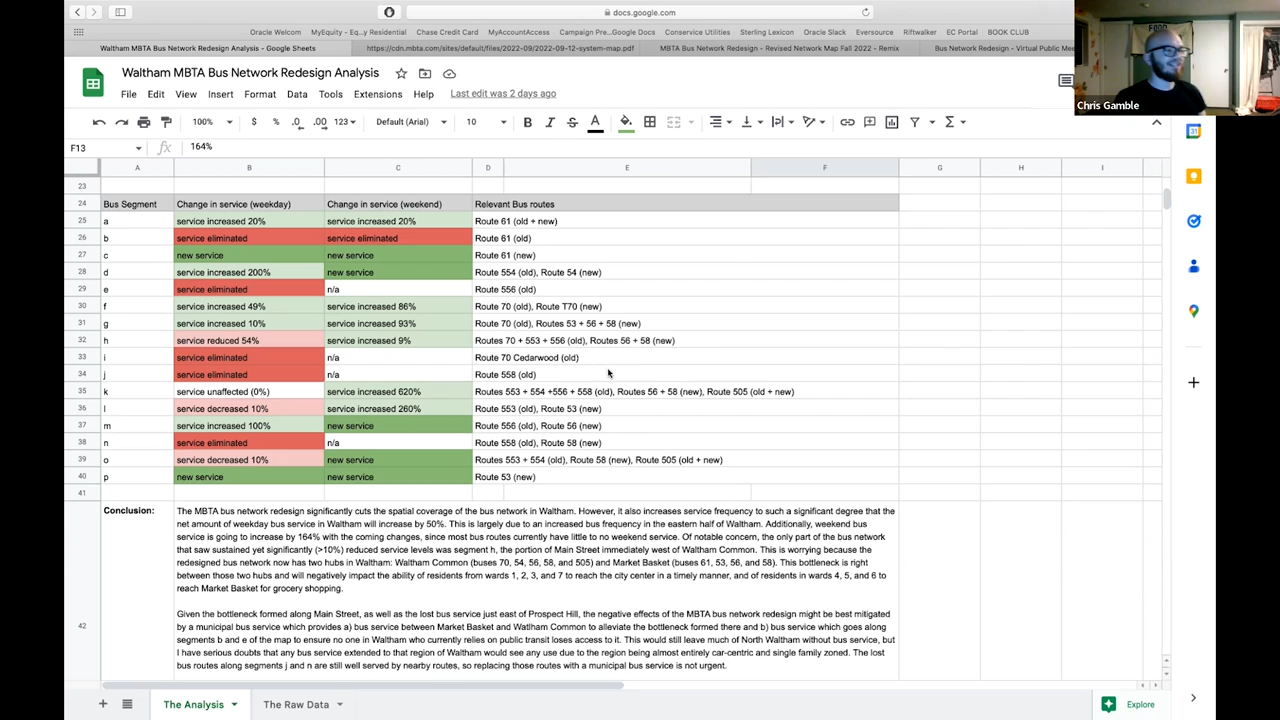 docs.google.com
Oracle Welcom MyEquity - Eq...y Residential Chase Credit Card MyAccountAccess Campaign Pre...Google Docs Conservice Utilities Sterling Lexicon Oracle Slack Eversource Riftwalker EC Portal BOOK CLUB
Waltham MBTA Bus Network Redesign Analysis - Google Sheets https://cdn.mbta.com/sites/default/files/2022-09/2022-09-12-system-map.pdf MBTA Bus Network Redesign - Revised Network Map Fall 2022 - Remix Bus Network Redesign - Virtual Public Mee
Chris Gamble
Waltham MBTA Bus Network Redesign Analysis
File Edit View Insert Format Data Tools Extensions Help Last edit was 2 days ago
100% $ % .0 .00 123 Default (Arial) 10 B I S A
F13 fx 164%
A B C D E F G H I
23
24 Bus Segment Change in service (weekday) Change in service (weekend) Relevant Bus routes
25 a service increased 20% service increased 20% Route 61 (old + new)
26 b service eliminated service eliminated Route 61 (old)
27 c new service new service Route 61 (new)
28 d service increased 200% new service Route 554 (old), Route 54 (new)
29 e service eliminated n/a Route 556 (old)
30 f service increased 49% service increased 86% Route 70 (old), Route T70 (new)
31 g service increased 10% service increased 93% Route 70 (old), Routes 53 + 56 + 58 (new)
32 h service reduced 54% service increased 9% Routes 70 + 553 + 556 (old), Routes 56 + 58 (new)
33 i service eliminated n/a Route 70 Cedarwood (old)
34 j service eliminated n/a Route 558 (old)
35 k service unaffected (0%) service increased 620% Routes 553 + 554 +556 + 558 (old), Routes 56 + 58 (new), Route 505 (old + new)
36 l service decreased 10% service increased 260% Route 553 (old), Route 53 (new)
37 m service increased 100% new service Route 556 (old), Route 56 (new)
38 n service eliminated n/a Route 558 (old), Route 58 (new)
39 o service decreased 10% new service Routes 553 + 554 (old), Route 58 (new), Route 505 (old + new)
40 p new service new service Route 53 (new)
41
Conclusion: The MBTA bus network redesign significantly cuts the spatial coverage of the bus network in Waltham. However, it also increases service frequency to such a significant degree that the
net amount of weekday bus service in Waltham will increase by 50%. This is largely due to an increased bus frequency in the eastern half of Waltham. Additionally, weekend bus
service is going to increase by 164% with the coming changes, since most bus routes currently have little to no weekend service. Of notable concern, the only part of the bus network
that saw sustained yet significantly (>10%) reduced service levels was segment h, the portion of Main Street immediately west of Waltham Common. This is worrying because the
redesigned bus network now has two hubs in Waltham: Waltham Common (buses 70, 54, 56, 58, and 505) and Market Basket (buses 61, 53, 56, and 58). This bottleneck is right
between those two hubs and will negatively impact the ability of residents from wards 1, 2, 3, and 7 to reach the city center in a timely manner, and of residents in wards 4, 5, and 6 to
reach Market Basket for grocery shopping.
Given the bottleneck formed along Main Street, as well as the lost bus service just east of Prospect Hill, the negative effects of the MBTA bus network redesign might be best mitigated
42 by a municipal bus service which provides a) bus service between Market Basket and Waltham Common to alleviate the bottleneck formed there and b) bus service which goes along
segments b and e of the map to ensure no one in Waltham who currently relies on public transit loses access to it. This would still leave much of North Waltham without bus service, but
I have serious doubts that any bus service extended to that region of Waltham would see any use due to the region being almost entirely car-centric and single family zoned. The lost
bus routes along segments j and n are still well served by nearby routes, so replacing those routes with a municipal bus service is not urgent.
The Analysis The Raw Data Explore